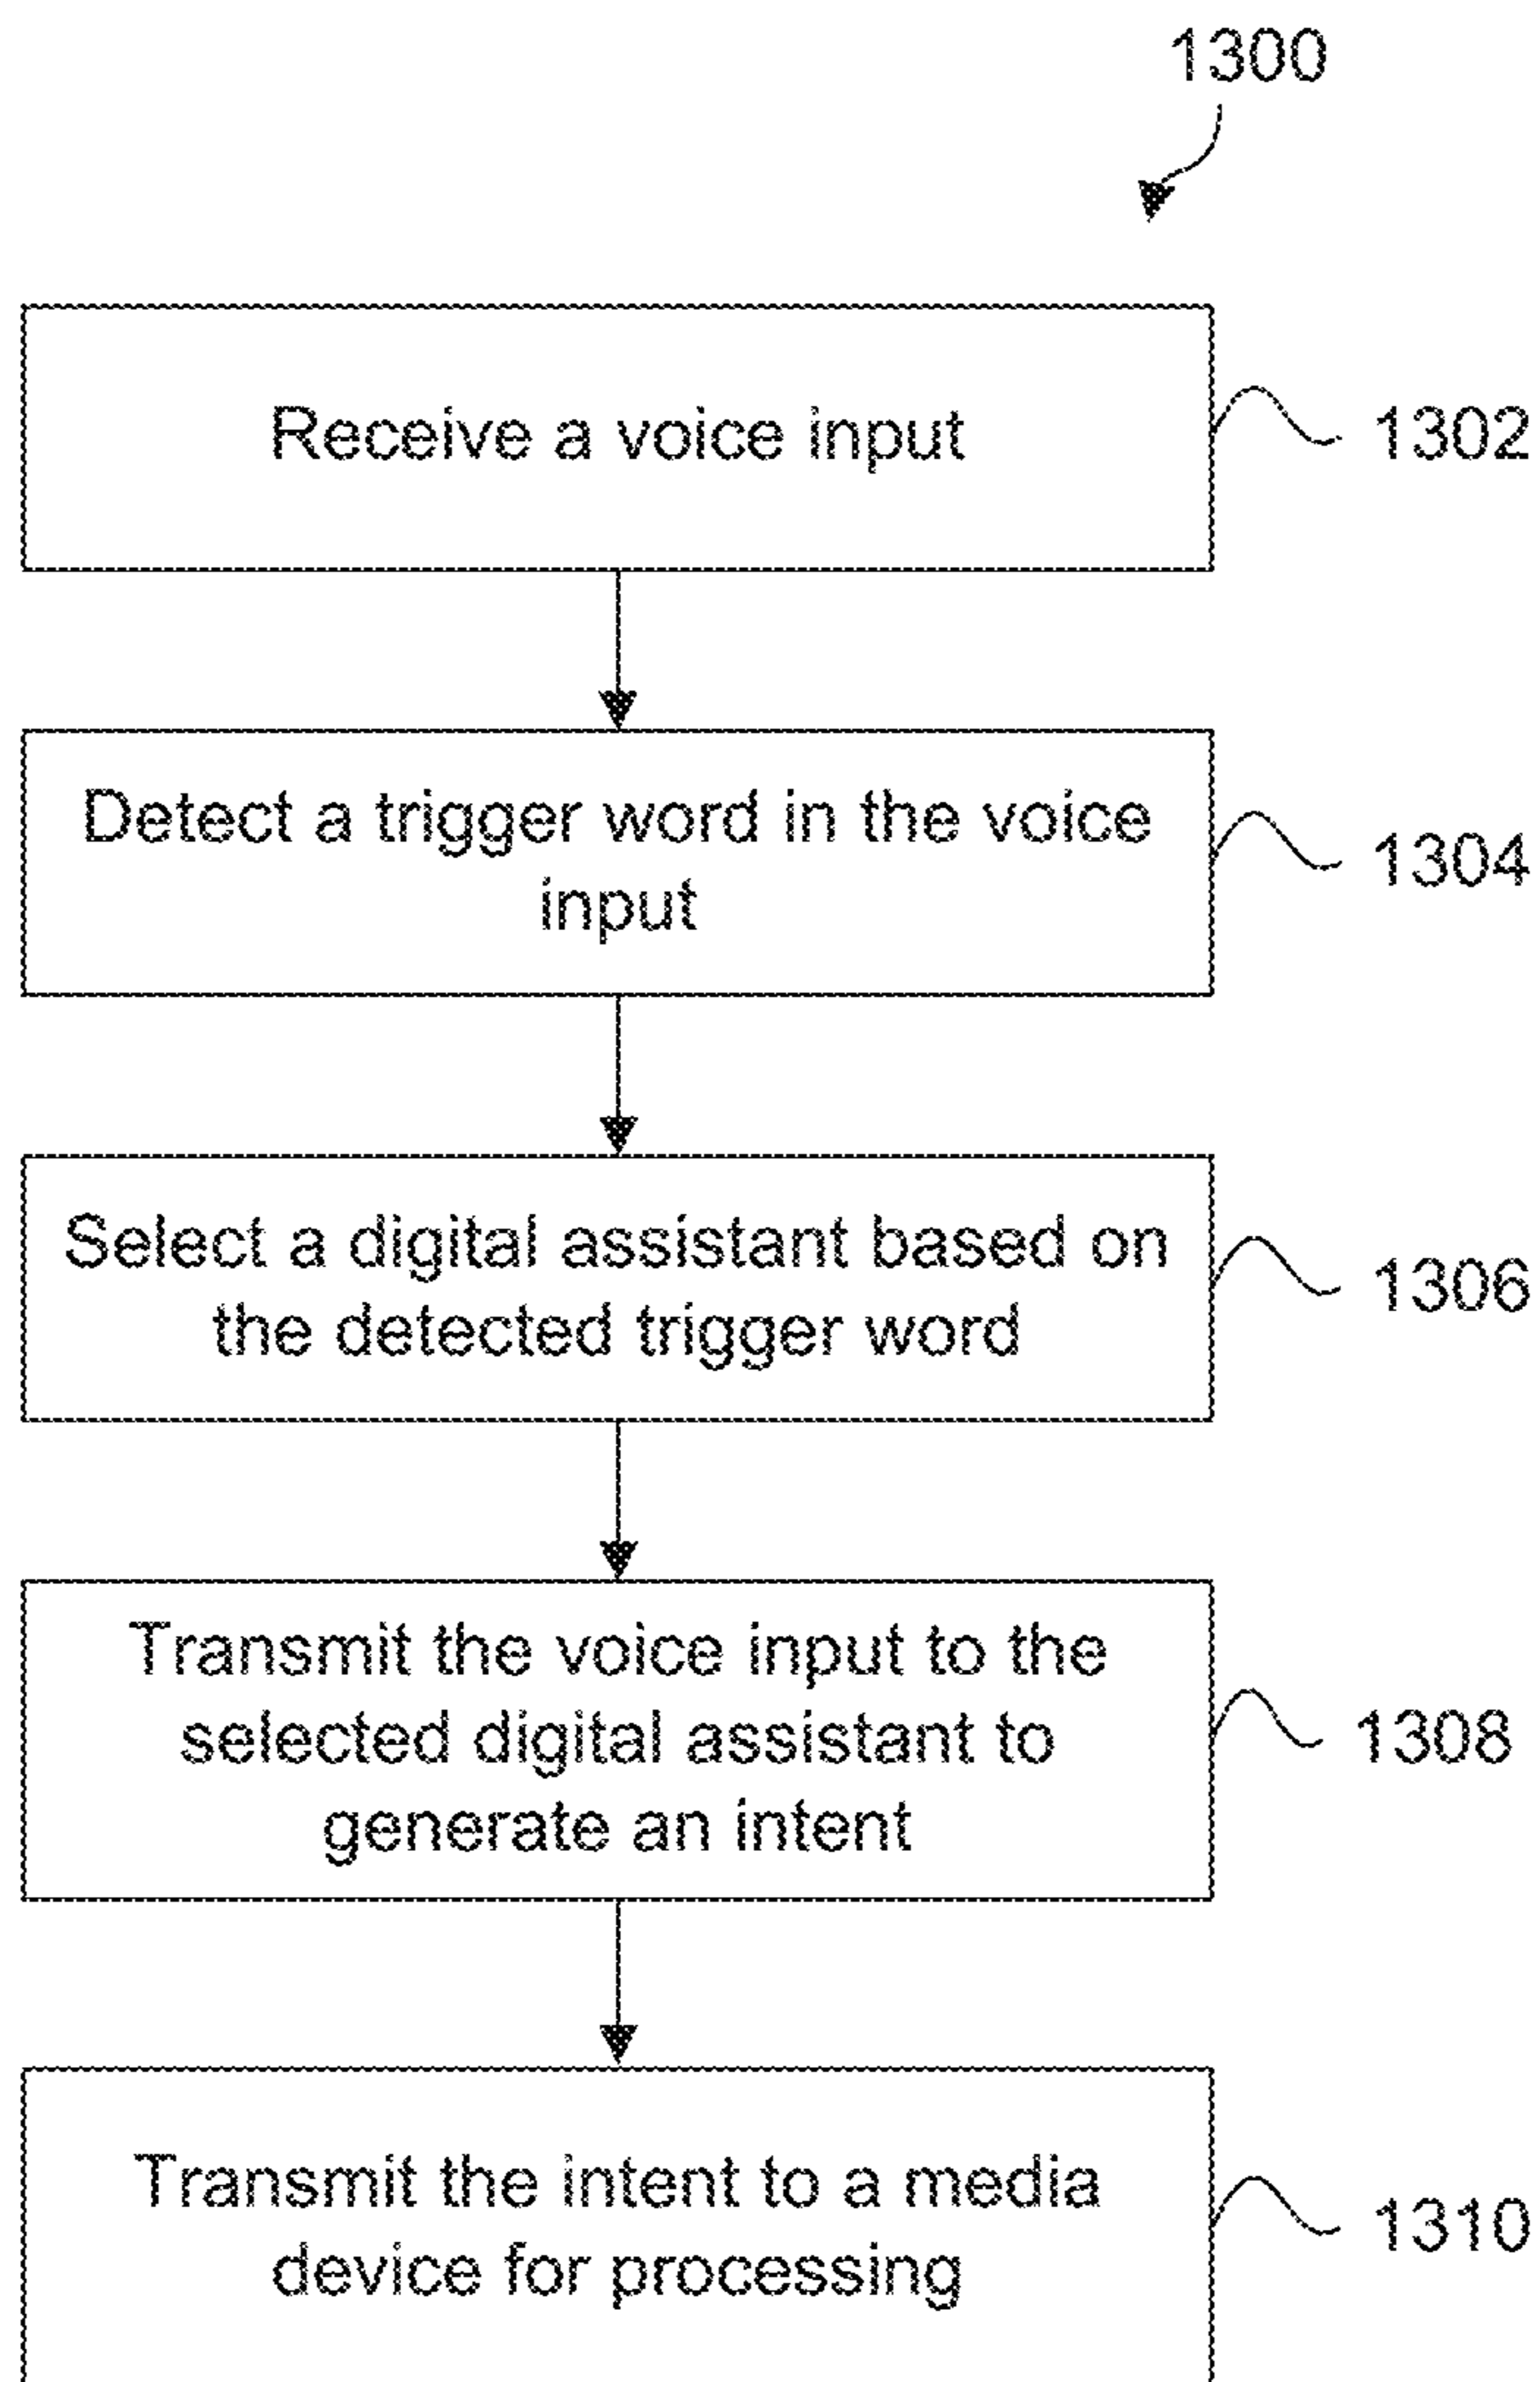 1300
Receive a voice input
1302
Detect a trigger word in the voice
input
1304
Select a digital assistant based on
the detected trigger word
1306
Transmit the voice input to the
selected digital assistant to
generate an intent
1308
Transmit the intent to a media
device for processing
1310